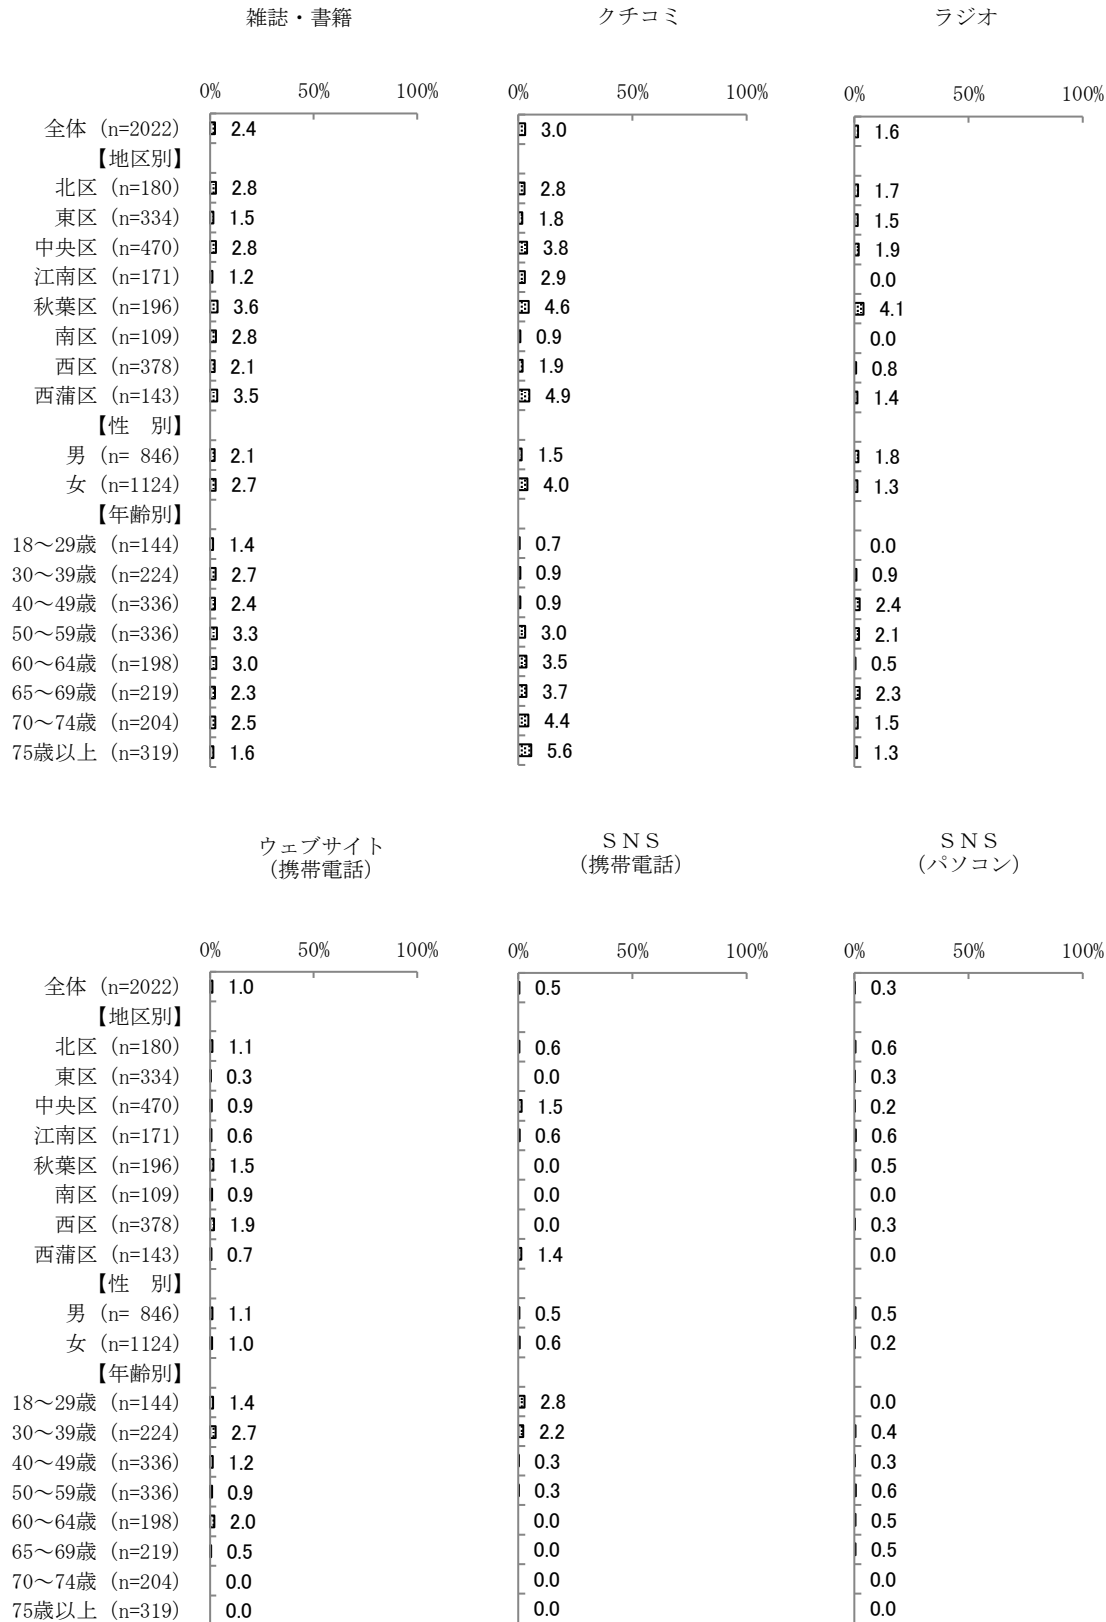 雑誌・書籍 クチコミ ラジオ
0% 50% 100% 0% 50% 100% 0% 50% 100%
全体 (n=2022) 2.4 3.0 1.6
【地区別】
北区 (n=180) 2.8 2.8 1.7
東区 (n=334) 1.5 1.8 1.5
中央区 (n=470) 2.8 3.8 1.9
江南区 (n=171) 1.2 2.9 0.0
秋葉区 (n=196) 3.6 4.6 4.1
南区 (n=109) 2.8 0.9 0.0
西区 (n=378) 2.1 1.9 0.8
西蒲区 (n=143) 3.5 4.9 1.4
【性　別】
男 (n= 846) 2.1 1.5 1.8
女 (n=1124) 2.7 4.0 1.3
【年齢別】
18～29歳 (n=144) 1.4 0.7 0.0
30～39歳 (n=224) 2.7 0.9 0.9
40～49歳 (n=336) 2.4 0.9 2.4
50～59歳 (n=336) 3.3 3.0 2.1
60～64歳 (n=198) 3.0 3.5 0.5
65～69歳 (n=219) 2.3 3.7 2.3
70～74歳 (n=204) 2.5 4.4 1.5
75歳以上 (n=319) 1.6 5.6 1.3
ウェブサイト ＳＮＳ ＳＮＳ
（携帯電話） （携帯電話） （パソコン）
0% 50% 100% 0% 50% 100% 0% 50% 100%
全体 (n=2022) 1.0 0.5 0.3
【地区別】
北区 (n=180) 1.1 0.6 0.6
東区 (n=334) 0.3 0.0 0.3
中央区 (n=470) 0.9 1.5 0.2
江南区 (n=171) 0.6 0.6 0.6
秋葉区 (n=196) 1.5 0.0 0.5
南区 (n=109) 0.9 0.0 0.0
西区 (n=378) 1.9 0.0 0.3
西蒲区 (n=143) 0.7 1.4 0.0
【性　別】
男 (n= 846) 1.1 0.5 0.5
女 (n=1124) 1.0 0.6 0.2
【年齢別】
18～29歳 (n=144) 1.4 2.8 0.0
30～39歳 (n=224) 2.7 2.2 0.4
40～49歳 (n=336) 1.2 0.3 0.3
50～59歳 (n=336) 0.9 0.3 0.6
60～64歳 (n=198) 2.0 0.0 0.5
65～69歳 (n=219) 0.5 0.0 0.5
70～74歳 (n=204) 0.0 0.0 0.0
75歳以上 (n=319) 0.0 0.0 0.0